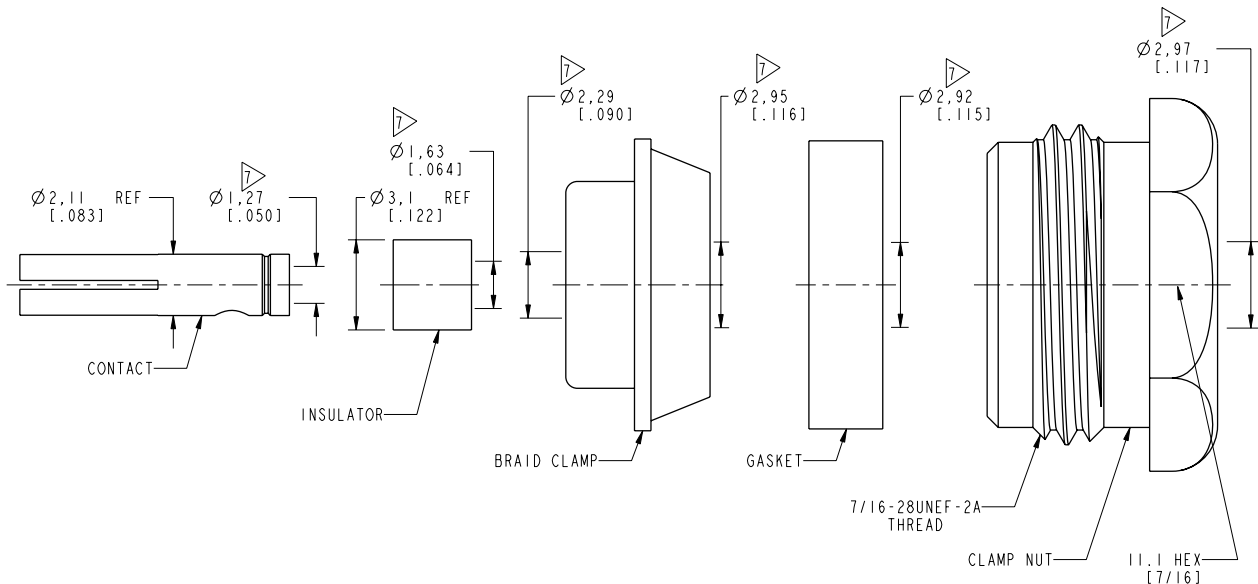 7
Ø2,97
[.117]
7
Ø2,29
[.090]
7
Ø2,95
[.116]
7
Ø2,92
[.115]
7
Ø1,63
[.064]
7
Ø2,11 REF
[.083]
Ø1,27
[.050]
Ø3,1 REF
[.122]
CONTACT
INSULATOR
BRAID CLAMP
GASKET
7/16-28UNEF-2A
THREAD
CLAMP NUT
11.1 HEX
[7/16]